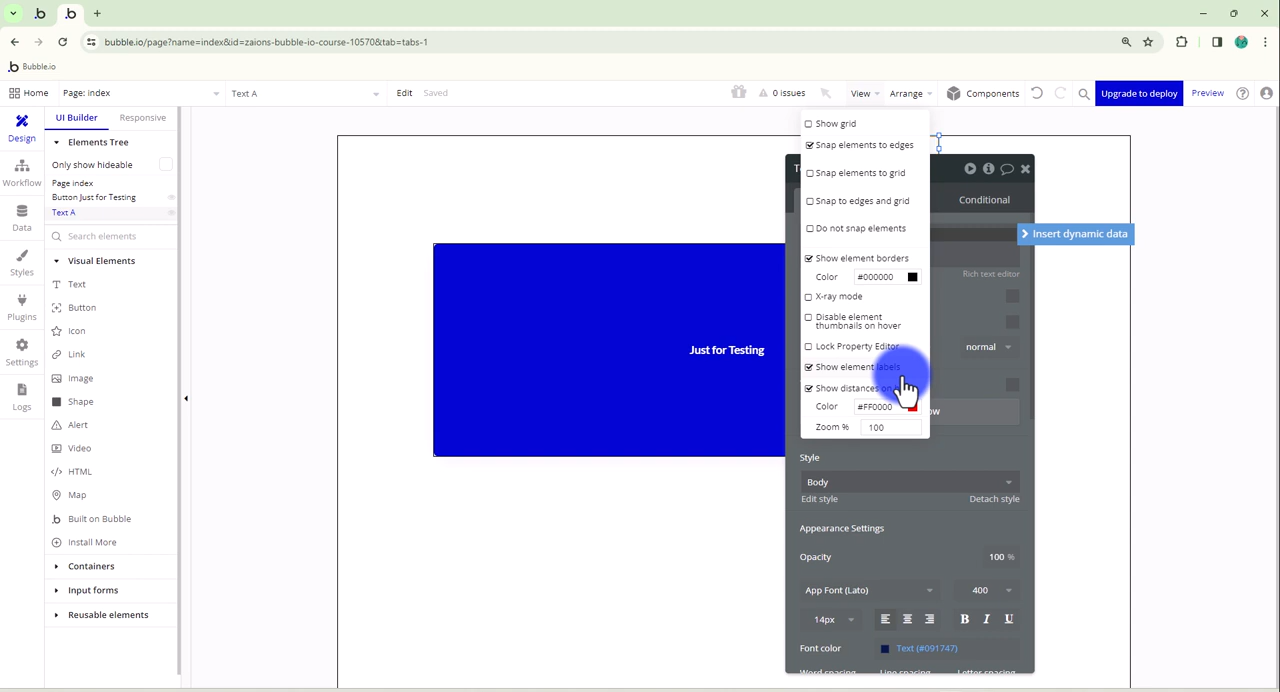 bubble.io/page?name=index&id=zaions-bubble-io-course-10570&tab=tabs-1
Bubble.io
Home
Page: index
Text A
Edit
Saved
0 issues
View
Arrange
Components
Upgrade to deploy
Preview
Design
Workflow
Data
Styles
Plugins
Settings
Logs
UI Builder
Responsive
Elements Tree
Only show hideable
Page index
Button Just for Testing
Text A
Search elements
Visual Elements
Text
Button
Icon
Link
Image
Shape
Alert
Video
HTML
Map
Built on Bubble
Install More
Containers
Input forms
Reusable elements
Just for Testing
Show grid
Snap elements to edges
Snap elements to grid
Snap to edges and grid
Do not snap elements
Show element borders
Color #000000
X-ray mode
Disable element
thumbnails on hover
Lock Property Editor
Show element labels
Show distances on
Color #FF0000
Zoom % 100
Conditional
Insert dynamic data
Rich text editor
normal
Style
Body
Edit style
Detach style
Appearance Settings
Opacity
100 %
App Font (Lato)
400
14px
B I U
Font color
Text (#091747)
Word spacing
Line spacing
Letter spacing